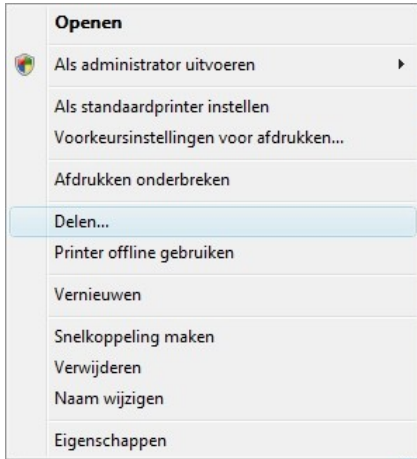 Openen
Als administrator uitvoeren
Als standaardprinter instellen
Voorkeursinstellingen voor afdrukken...
Afdrukken onderbreken
Delen...
Printer offline gebruiken
Vernieuwen
Snelkoppeling maken
Verwijderen
Naam wijzigen
Eigenschappen